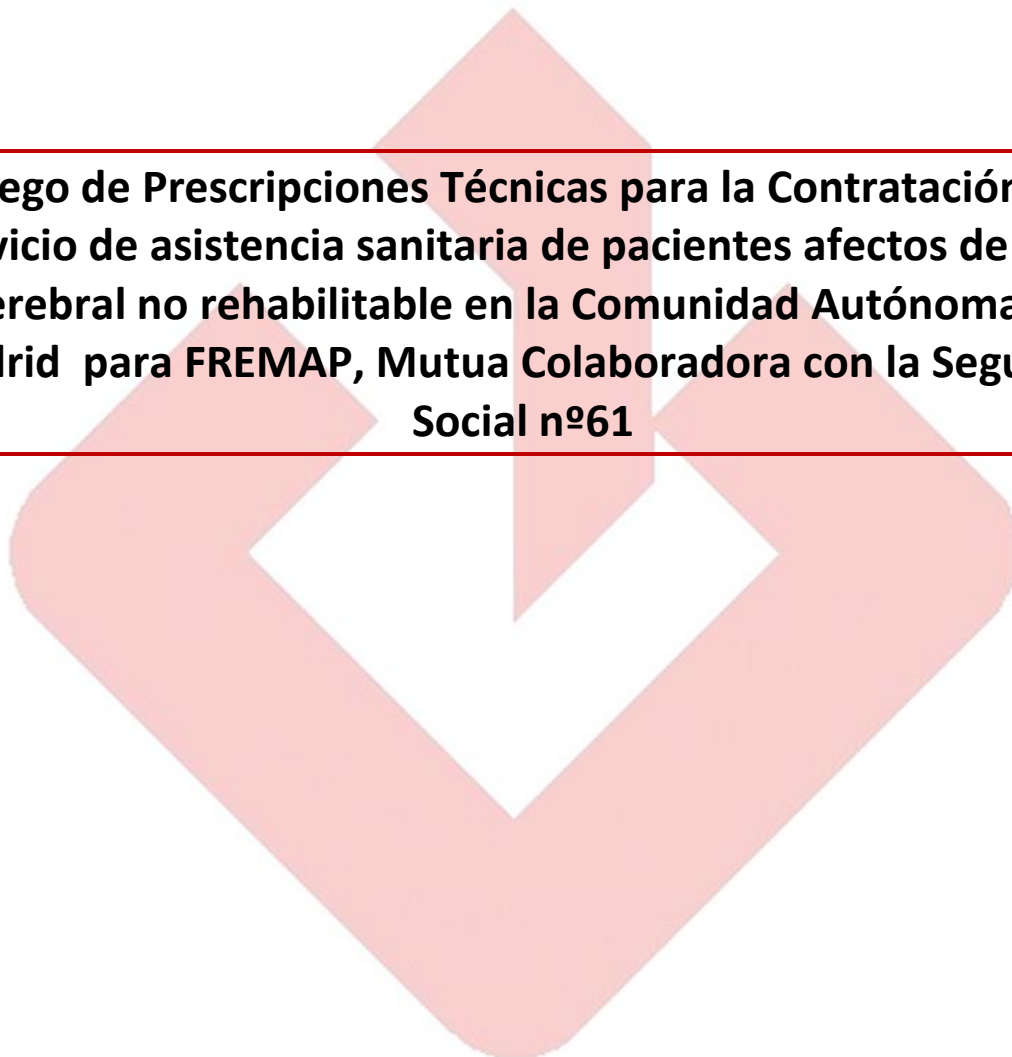 ego de Prescripciones Técnicas para la Contratación
vicio de asistencia sanitaria de pacientes afectos de
erebral no rehabilitable en la Comunidad Autónoma
drid para FREMAP, Mutua Colaboradora con la Segu
Social nº61